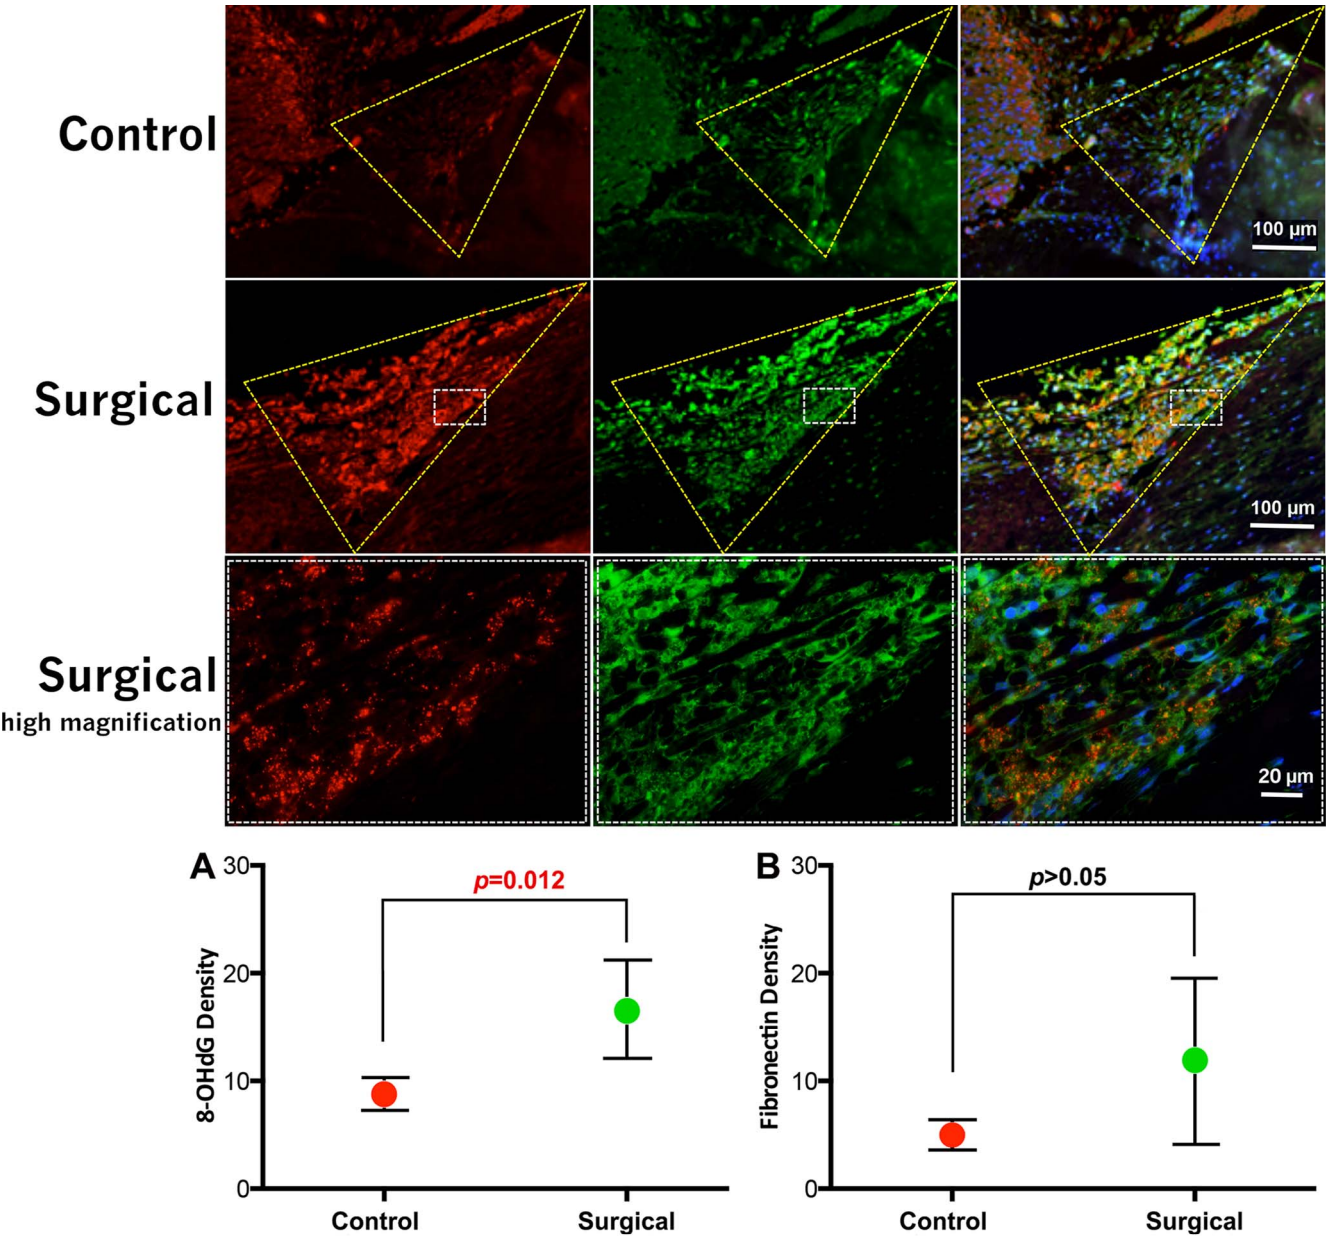 Control
100 µm
Surgical
100 µm
Surgical
high magnification
20 µm
A
30
20
10
0
8-OHdG Density
p=0.012
Control
Surgical
B
30
20
10
0
Fibronectin Density
p>0.05
Control
Surgical